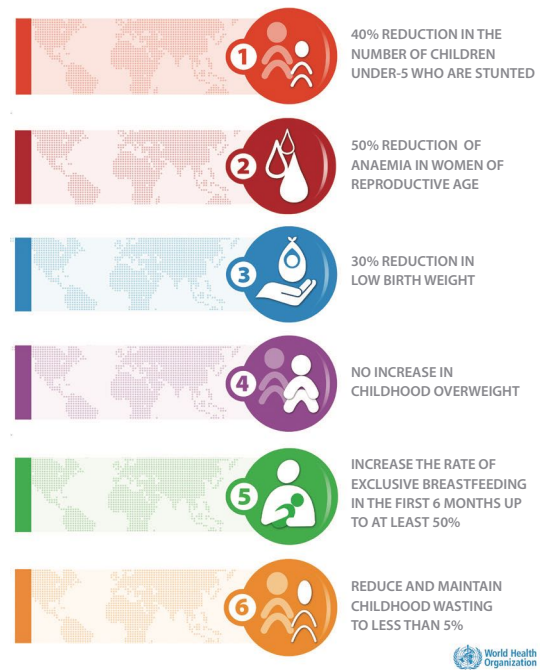 1
40% REDUCTION IN THE
NUMBER OF CHILDREN
UNDER-5 WHO ARE STUNTED
2
50% REDUCTION OF
ANAEMIA IN WOMEN OF
REPRODUCTIVE AGE
3
30% REDUCTION IN
LOW BIRTH WEIGHT
4
NO INCREASE IN
CHILDHOOD OVERWEIGHT
5
INCREASE THE RATE OF
EXCLUSIVE BREASTFEEDING
IN THE FIRST 6 MONTHS UP
TO AT LEAST 50%
6
REDUCE AND MAINTAIN
CHILDHOOD WASTING
TO LESS THAN 5%
World Health
Organization